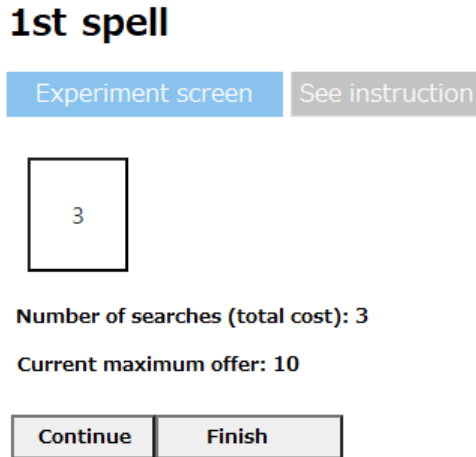 1st spell
Experiment screen See instruction
3
Number of searches (total cost): 3
Current maximum offer: 10
Continue Finish